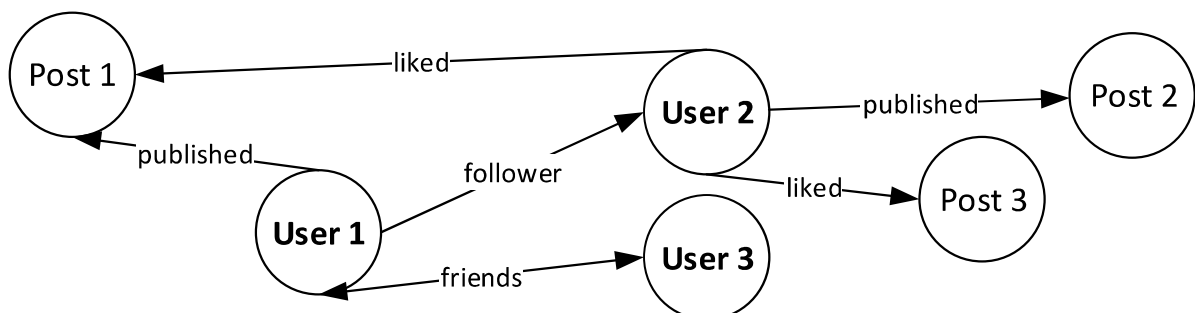 liked
Post 1
User 2
published
Post 2
published
follower
liked
Post 3
User 1
User 3
friends